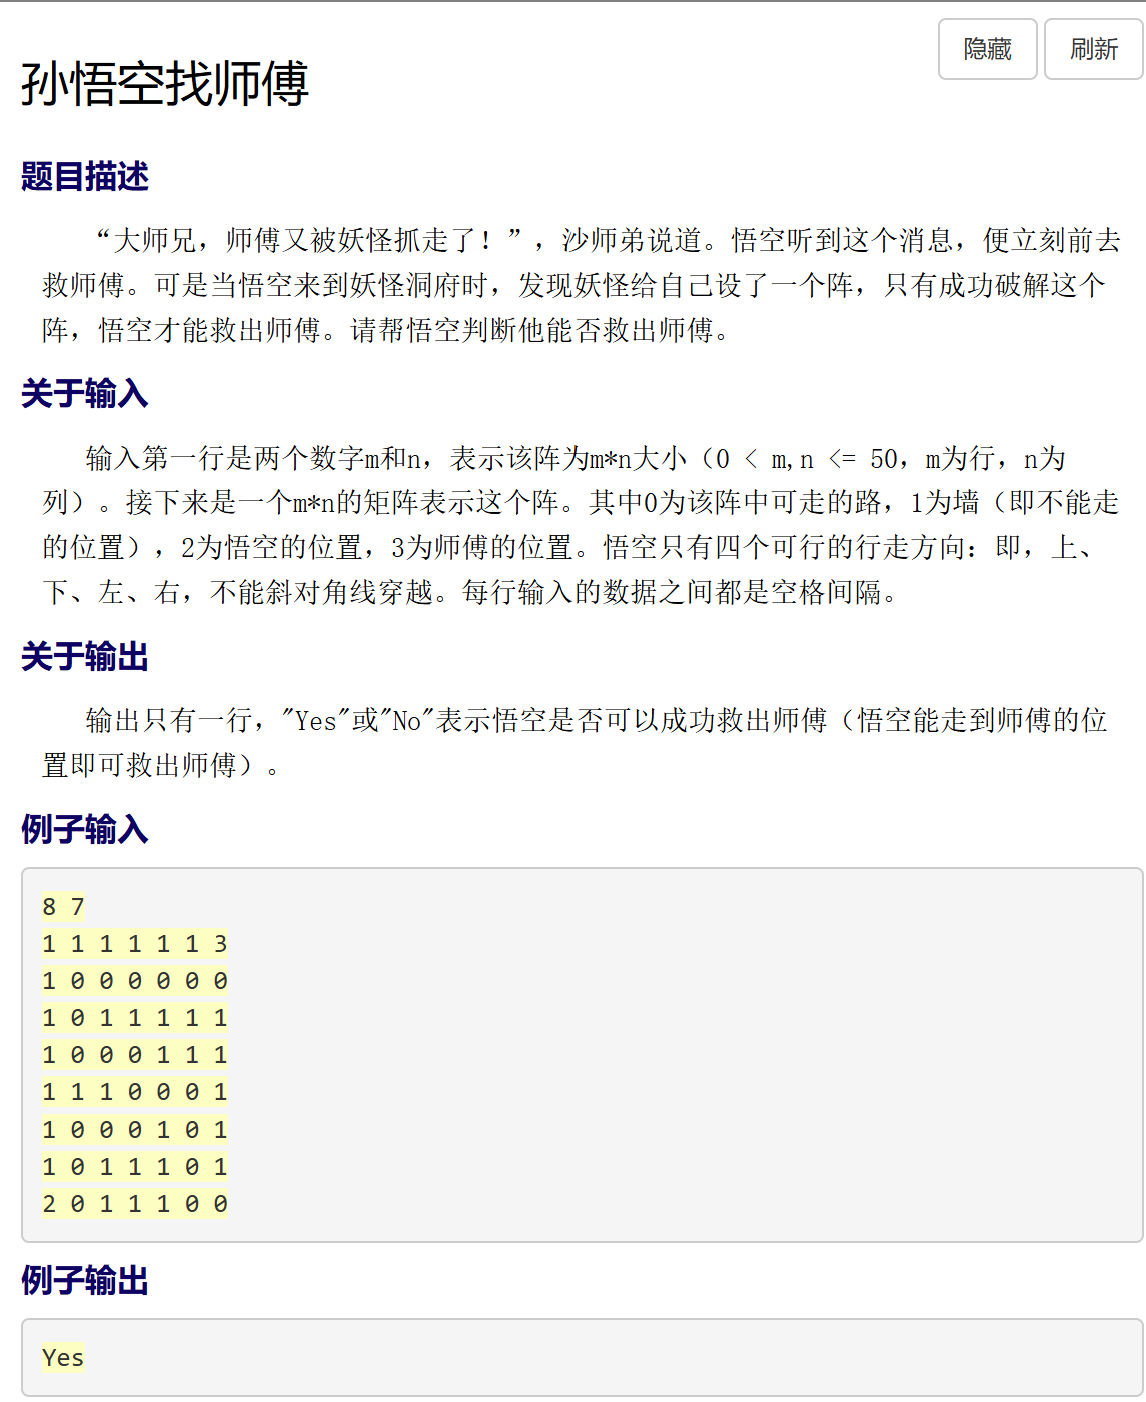 隐藏 刷新
孙悟空找师傅
题目描述
“大师兄，师傅又被妖怪抓走了！”，沙师弟说道。悟空听到这个消息，便立刻前去
救师傅。可是当悟空来到妖怪洞府时，发现妖怪给自己设了一个阵，只有成功破解这个
阵，悟空才能救出师傅。请帮悟空判断他能否救出师傅。
关于输入
输入第一行是两个数字m和n，表示该阵为m*n大小（0 < m,n <= 50，m为行，n为
列）。接下来是一个m*n的矩阵表示这个阵。其中0为该阵中可走的路，1为墙（即不能走
的位置），2为悟空的位置，3为师傅的位置。悟空只有四个可行的行走方向：即，上、
下、左、右，不能斜对角线穿越。每行输入的数据之间都是空格间隔。
关于输出
输出只有一行，"Yes"或"No"表示悟空是否可以成功救出师傅（悟空能走到师傅的位
置即可救出师傅）。
例子输入
8 7
1 1 1 1 1 1 3
1 0 0 0 0 0 0
1 0 1 1 1 1 1
1 0 0 0 1 1 1
1 1 1 0 0 0 1
1 0 0 0 1 0 1
1 0 1 1 1 0 1
2 0 1 1 1 0 0
例子输出
Yes